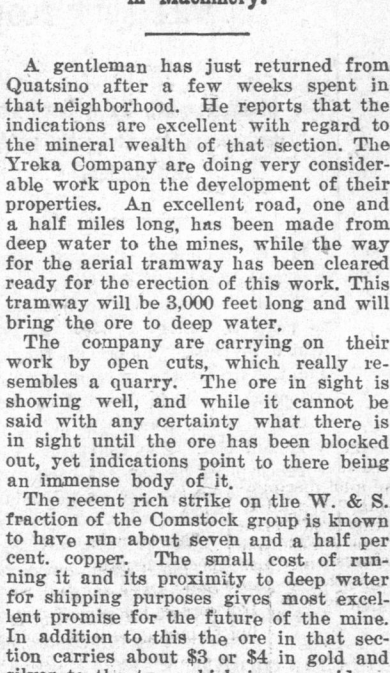 in Machinery.
A gentleman has just returned from
Quatsino after a few weeks spent in
that neighborhood. He reports that the
indications are excellent with regard to
the mineral wealth of that section. The
Yreka Company are doing very consider-
able work upon the development of their
properties. An excellent road, one and
a half miles long, has been made from
deep water to the mines, while the way
for the aerial tramway has been cleared
ready for the erection of this work. This
tramway will be 3,000 feet long and will
bring the ore to deep water.
The company are carrying on their
work by open cuts, which really re-
sembles a quarry. The ore in sight is
showing well, and while it cannot be
said with any certainty what there is
in sight until the ore has been blocked
out, yet indications point to there being
an immense body of it.
The recent rich strike on the W. & S.
fraction of the Comstock group is known
to have run about seven and a half per
cent. copper. The small cost of run-
ning it and its proximity to deep water
for shipping purposes gives most excel-
lent promise for the future of the mine.
In addition to this the ore in that sec-
tion carries about $3 or $4 in gold and